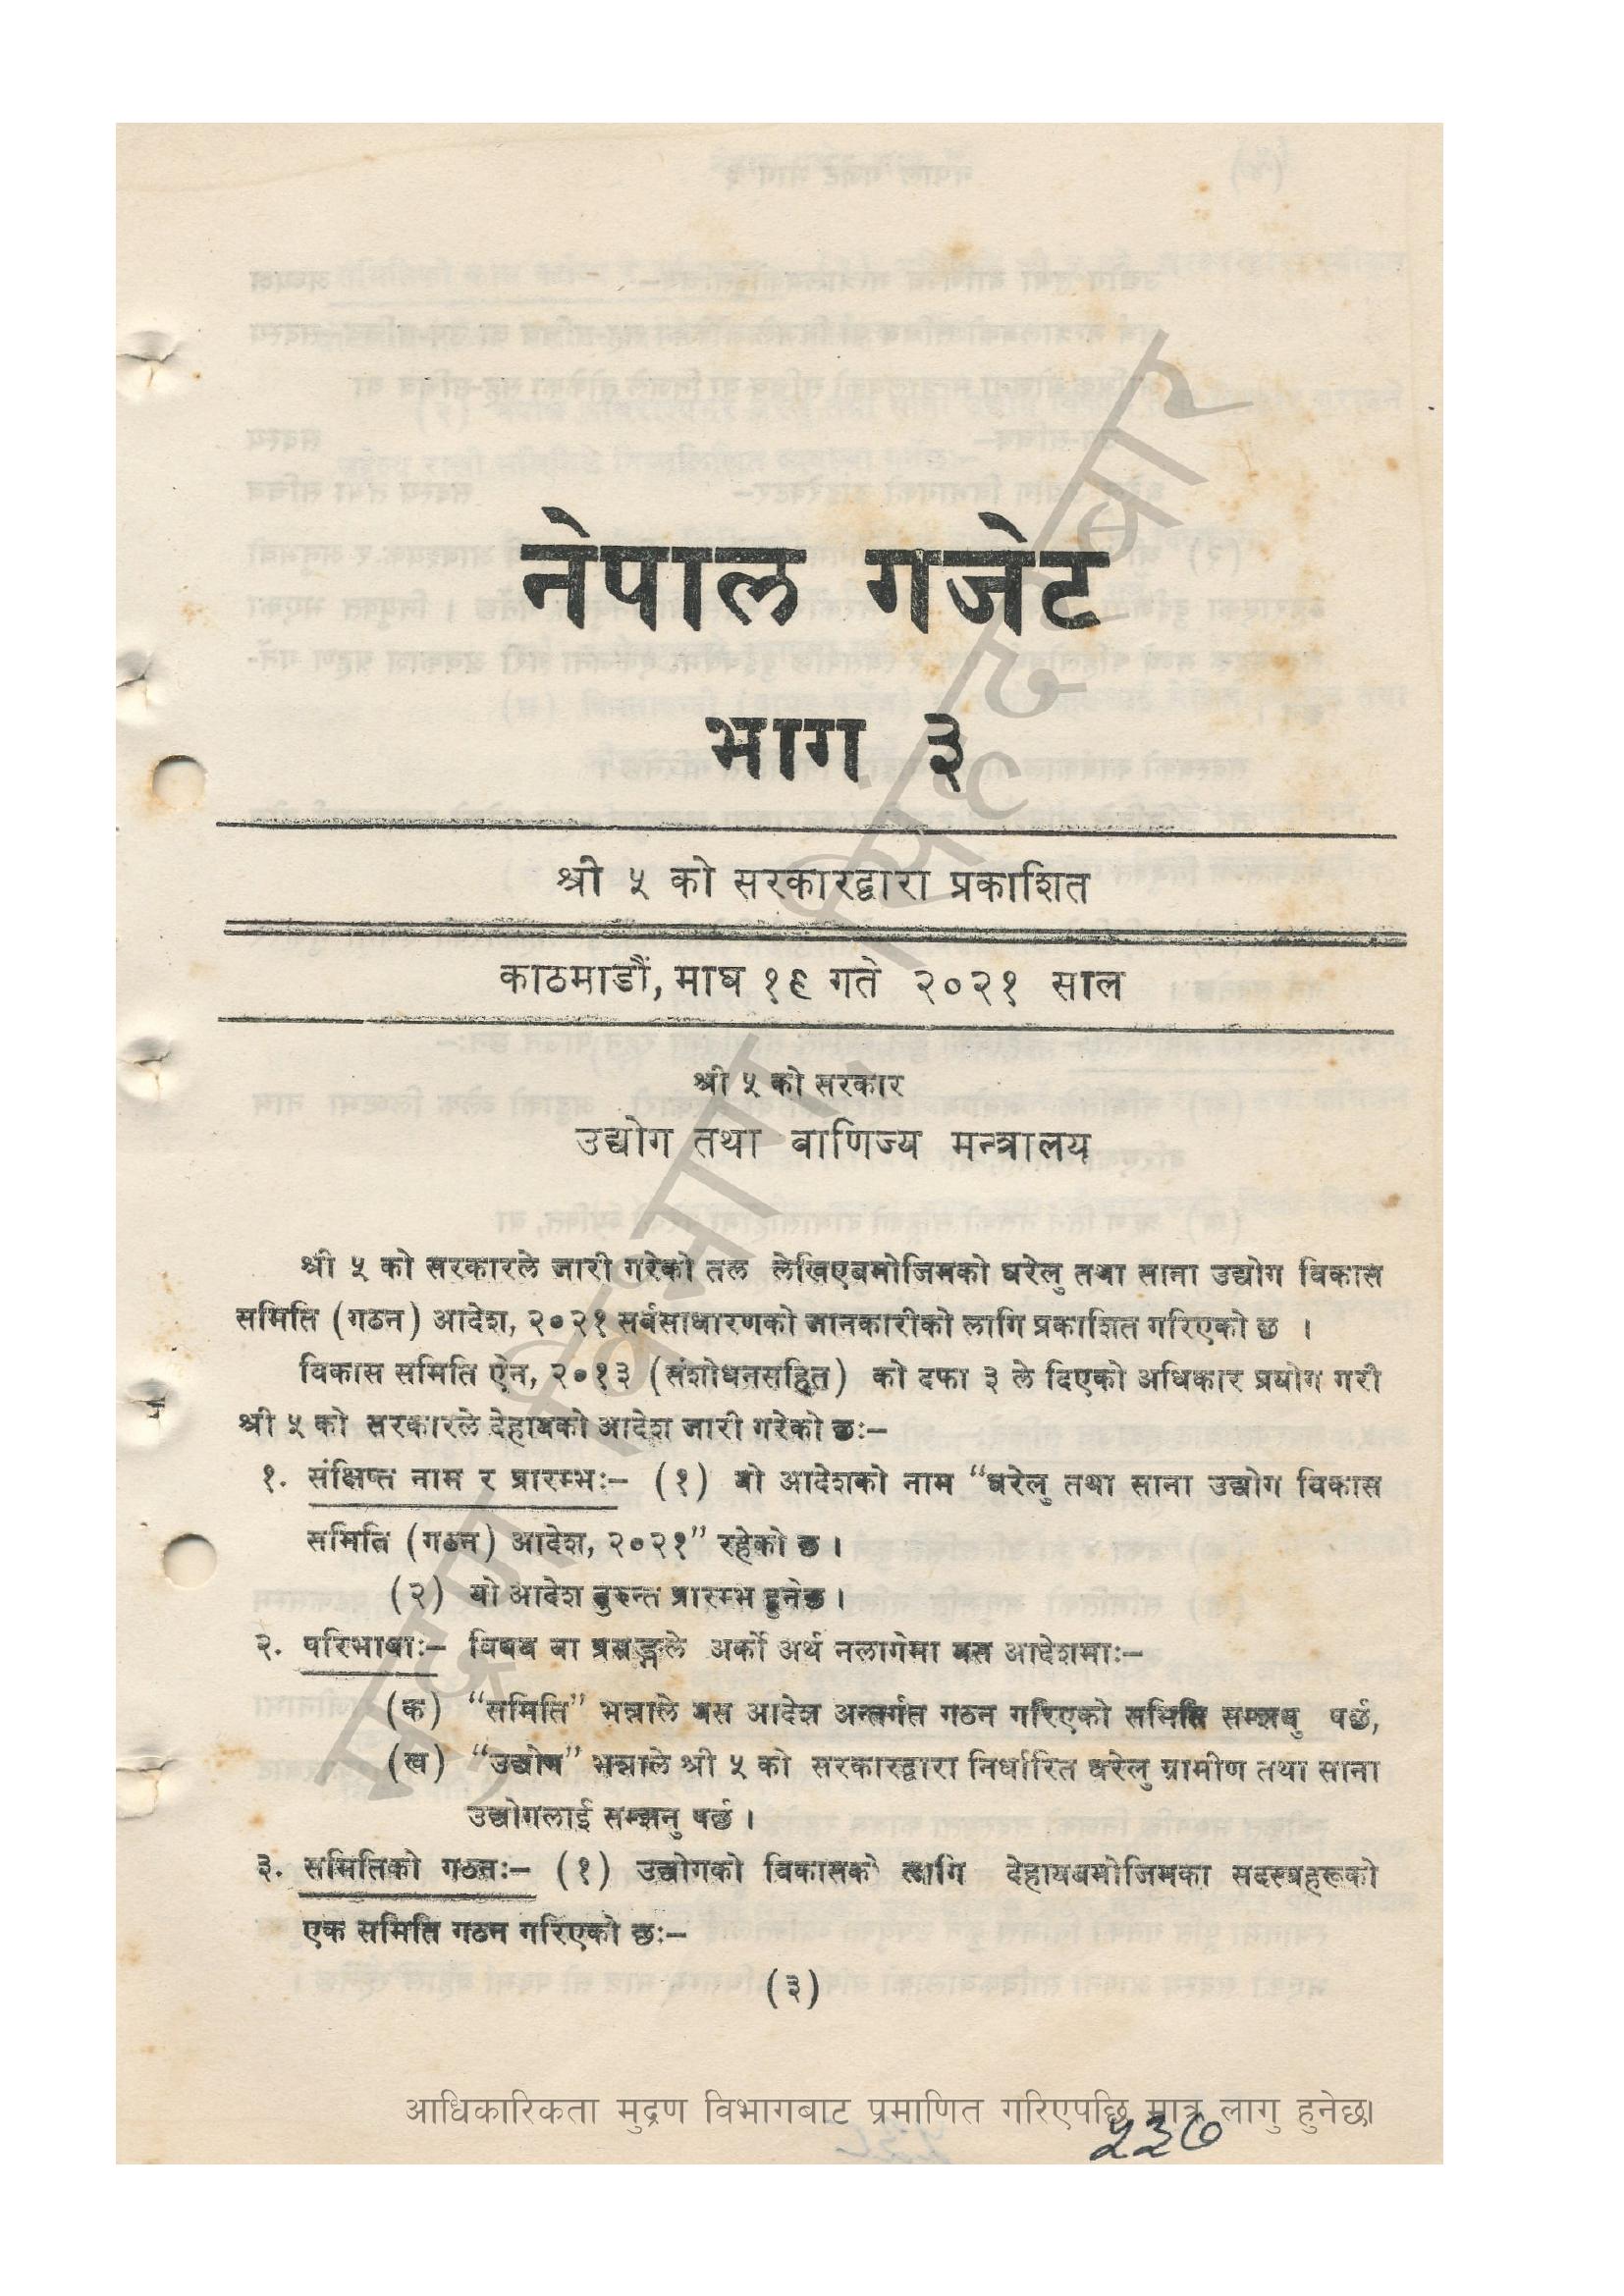 नेपाल गजेट
भाग ३
श्री ५ को सरकारद्वारा प्रकाशित
काठमाडौं, माघ १९ गते २०२१ साल
श्री ५ को सरकार
उद्योग तथा वाणिज्य मन्त्रालय
श्री ५ को सरकारले जारी गरेको तल लेखिएबमोजिमको घरेलु तथा साना उद्योग विकास
समिति (गठन) आदेश, २०२१ सर्वसाधारणको जानकारीको लागि प्रकाशित गरिएको छ ।
विकास समिति ऐन, २०१३ (संशोधनसहित) को दफा ३ ले दिएको अधिकार प्रयोग गरी
श्री ५ को सरकारले देहायको आदेश जारी गरेको छः–
१. संक्षिप्त नाम र प्रारम्भः– (१) यो आदेशको नाम “घरेलु तथा साना उद्योग विकास
समिति (गठन) आदेश, २०२१” रहेको छ ।
(२) यो आदेश तुरुन्त प्रारम्भ हुनेछ ।
२. परिभाषाः– विषय वा प्रसङ्गले अर्को अर्थ नलागेमा यस आदेशमाः–
(क) “समिति” भन्नाले यस आदेश अन्तर्गत गठन गरिएको समिति सम्झनु पर्छ,
(ख) “उद्योग” भन्नाले श्री ५ को सरकारद्वारा निर्धारित घरेलु ग्रामीण तथा साना
उद्योगलाई सम्झनु पर्छ ।
३. समितिको गठनः– (१) उद्योगको विकासको लागि देहायबमोजिमका सदस्यहरूको
एक समिति गठन गरिएको छः–
(३)
आधिकारिकता मुद्रण विभागबाट प्रमाणित गरिएपछि मात्र लागु हुनेछ।
५३७
मुद्रण विभाग, सिंहदरबार